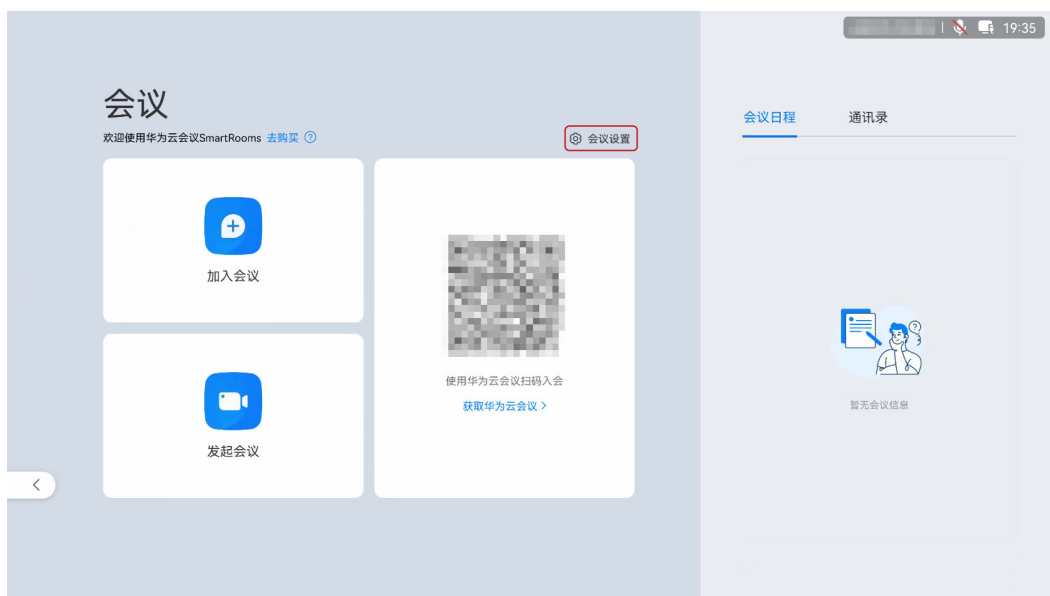 19:35
会议
欢迎使用华为云会议SmartRooms 去购买 ?
会议设置
加入会议
发起会议
使用华为云会议扫码入会
获取华为云会议 >
会议日程 通讯录
暂无会议信息